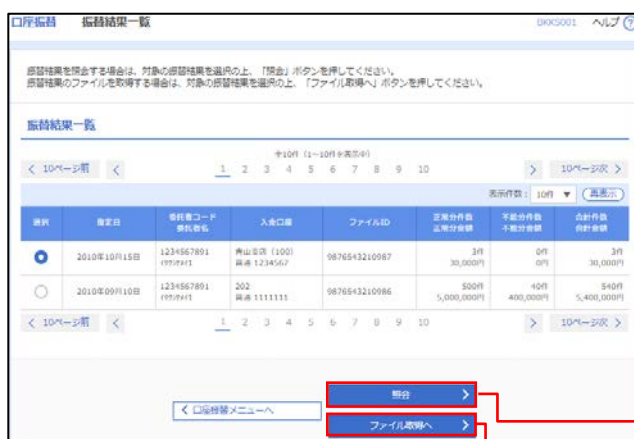 口座振替 振替結果一覧 BKKS001 ヘルプ ?
振替結果を照会する場合は、対象の振替結果を選択の上、「照会」ボタンを押してください。
振替結果のファイルを取得する場合は、対象の振替結果を選択の上、「ファイル取得へ」ボタンを押してください。
振替結果一覧
全10件 (1～10件を表示中)
< 10ページ前 < 1 2 3 4 5 6 7 8 9 10 > 10ページ次 >
表示件数: 10件 ▼ 再表示
選択 指定日 委託者コード 入金口座 ファイルID 正常分件数 不能分件数 合計件数
委託者名 正常分金額 不能分金額 合計金額
2010年10月15日 1234567891 青山支店 (100) 9876543210987 3件 0件 3件
普通 1234567 30,000円 0円 30,000円
2010年09月10日 1234567891 202 9876543210986 500件 40件 540件
普通 1111111 5,000,000円 400,000円 5,400,000円
< 10ページ前 < 1 2 3 4 5 6 7 8 9 10 > 10ページ次 >
照会 >
< 口座振替メニューへ
ファイル取得へ >